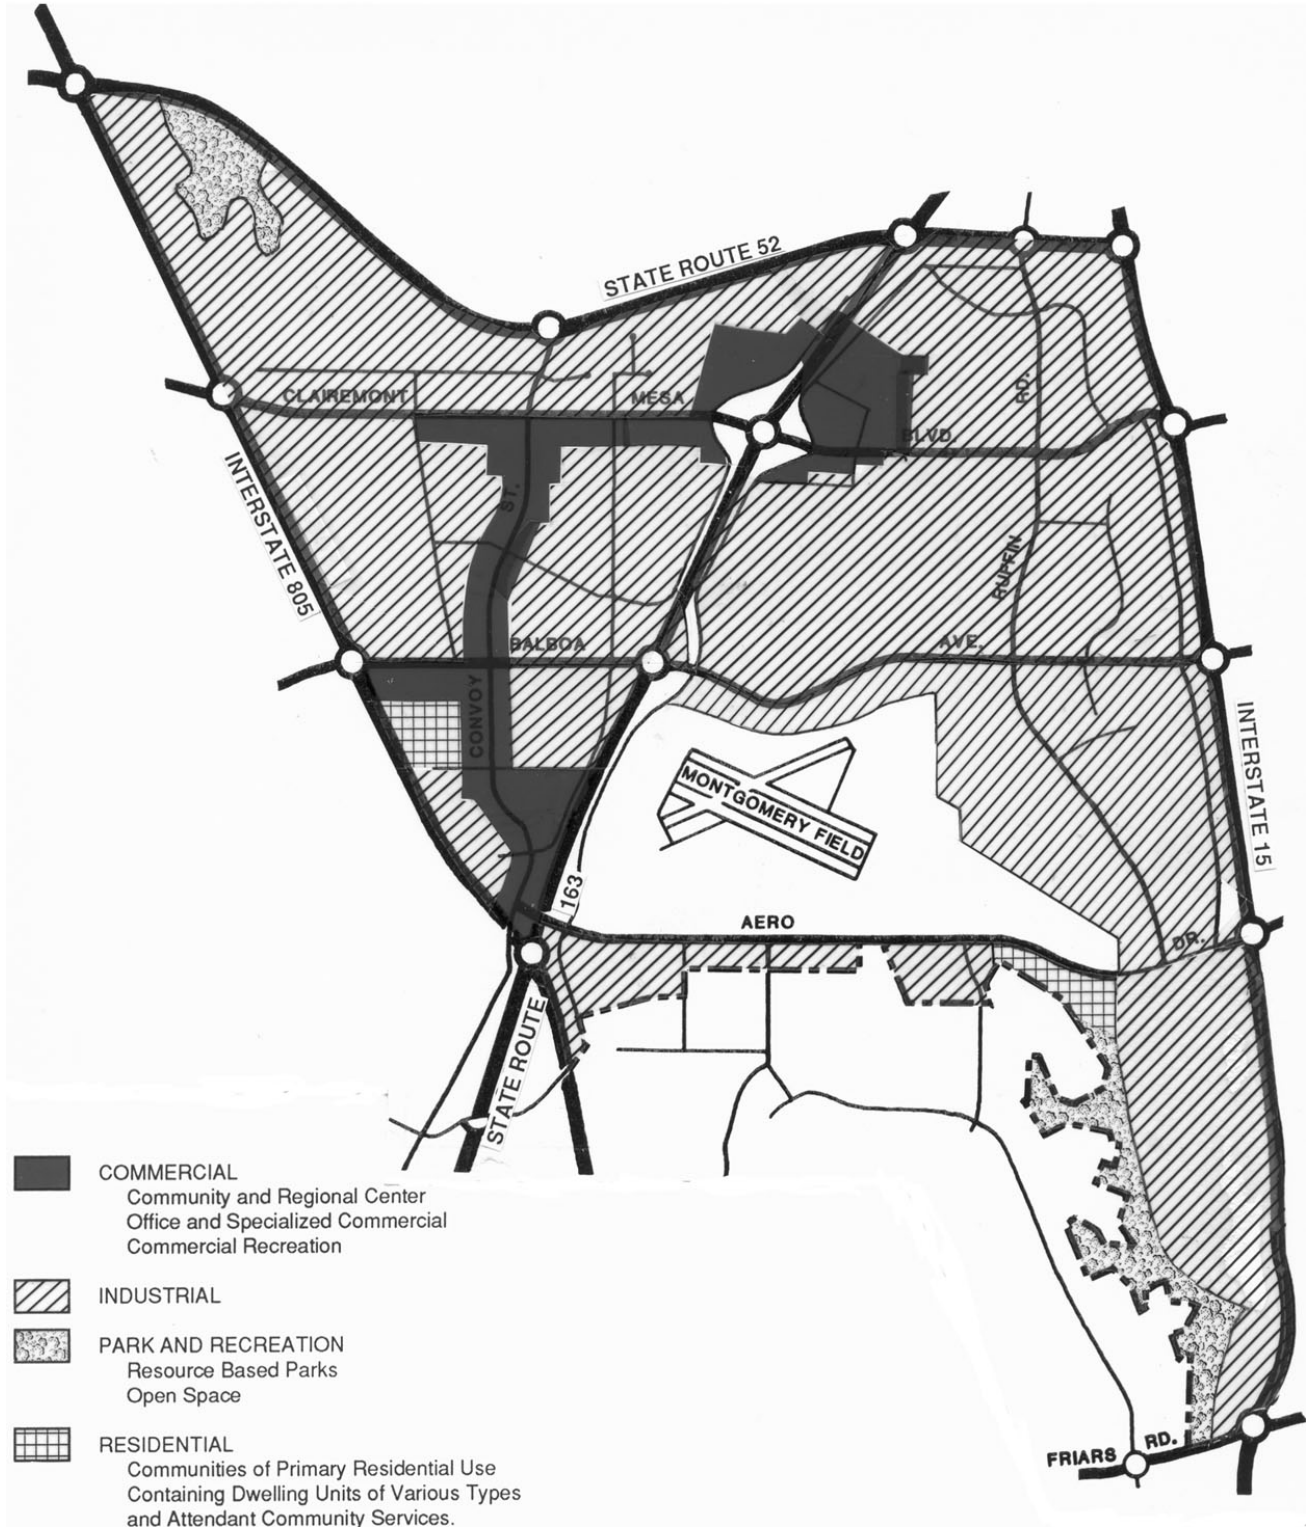 STATE ROUTE 52
CLAIREMONT
MESA
BLVD.
RD.
INTERSTATE 805
ST.
RUFFIN
BALBOA
AVE.
CONVOY
INTERSTATE 15
MONTGOMERY FIELD
163
AERO
DR.
STATE ROUTE
COMMERCIAL
Community and Regional Center
Office and Specialized Commercial
Commercial Recreation
INDUSTRIAL
PARK AND RECREATION
Resource Based Parks
Open Space
RESIDENTIAL
Communities of Primary Residential Use
Containing Dwelling Units of Various Types
and Attendant Community Services.
FRIARS RD.